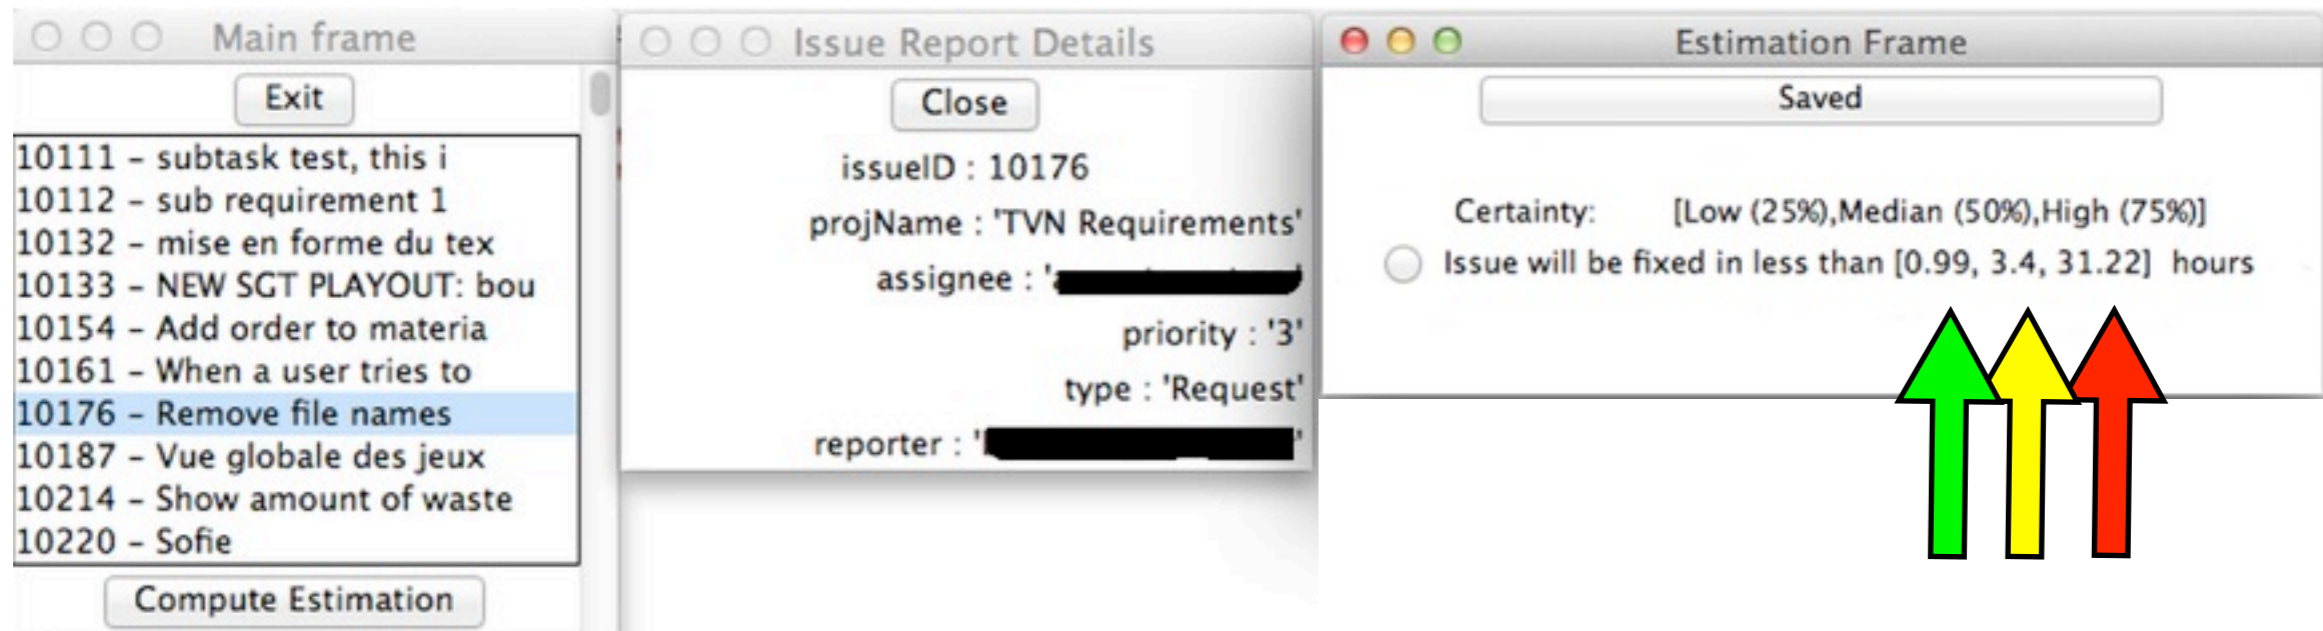 Main frame
Exit
10111 – subtask test, this i
10112 – sub requirement 1
10132 – mise en forme du tex
10133 – NEW SGT PLAYOUT: bou
10154 – Add order to materia
10161 – When a user tries to
10176 – Remove file names
10187 – Vue globale des jeux
10214 – Show amount of waste
10220 – Sofie
Compute Estimation
Issue Report Details
Close
issueID : 10176
projName : 'TVN Requirements'
assignee : '
priority : '3'
type : 'Request'
reporter : '
Estimation Frame
Saved
Certainty: [Low (25%),Median (50%),High (75%)]
Issue will be fixed in less than [0.99, 3.4, 31.22] hours